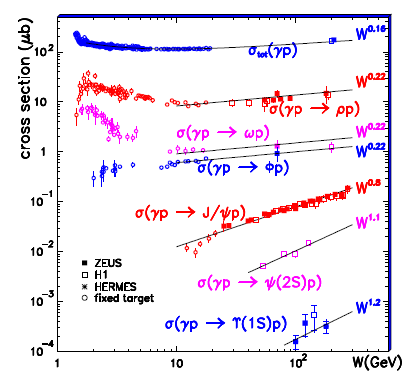 cross section (μb)
10²
10
1
10⁻¹
10⁻²
10⁻³
10⁻⁴
σ_tot(γp)
W^0.16
σ(γp → ρp)
W^0.22
σ(γp → ωp)
W^0.22
σ(γp → ϕp)
W^0.22
σ(γp → J/ψp)
W^0.8
σ(γp → ψ(2S)p)
W^1.1
σ(γp → Υ(1S)p)
W^1.2
ZEUS
H1
HERMES
fixed target
1
10
10²
W(GeV)